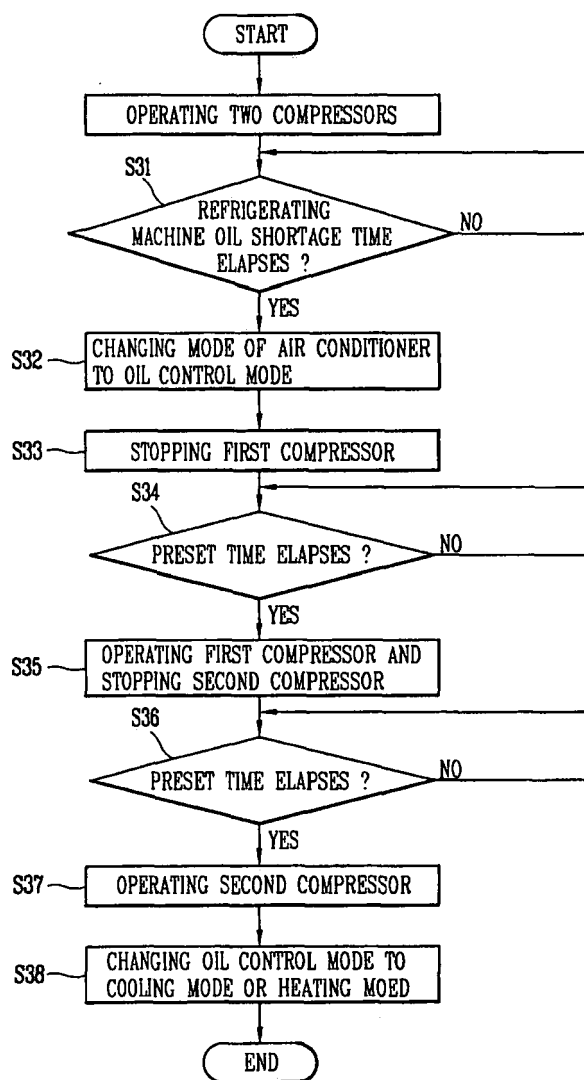 START
OPERATING TWO COMPRESSORS
S31
REFRIGERATING
MACHINE OIL SHORTAGE TIME
ELAPSES ?
NO
YES
S32
CHANGING MODE OF AIR CONDITIONER
TO OIL CONTROL MODE
S33
STOPPING FIRST COMPRESSOR
S34
PRESET TIME ELAPSES ?
NO
YES
S35
OPERATING FIRST COMPRESSOR AND
STOPPING SECOND COMPRESSOR
S36
PRESET TIME ELAPSES ?
NO
YES
S37
OPERATING SECOND COMPRESSOR
S38
CHANGING OIL CONTROL MODE TO
COOLING MODE OR HEATING MOED
END